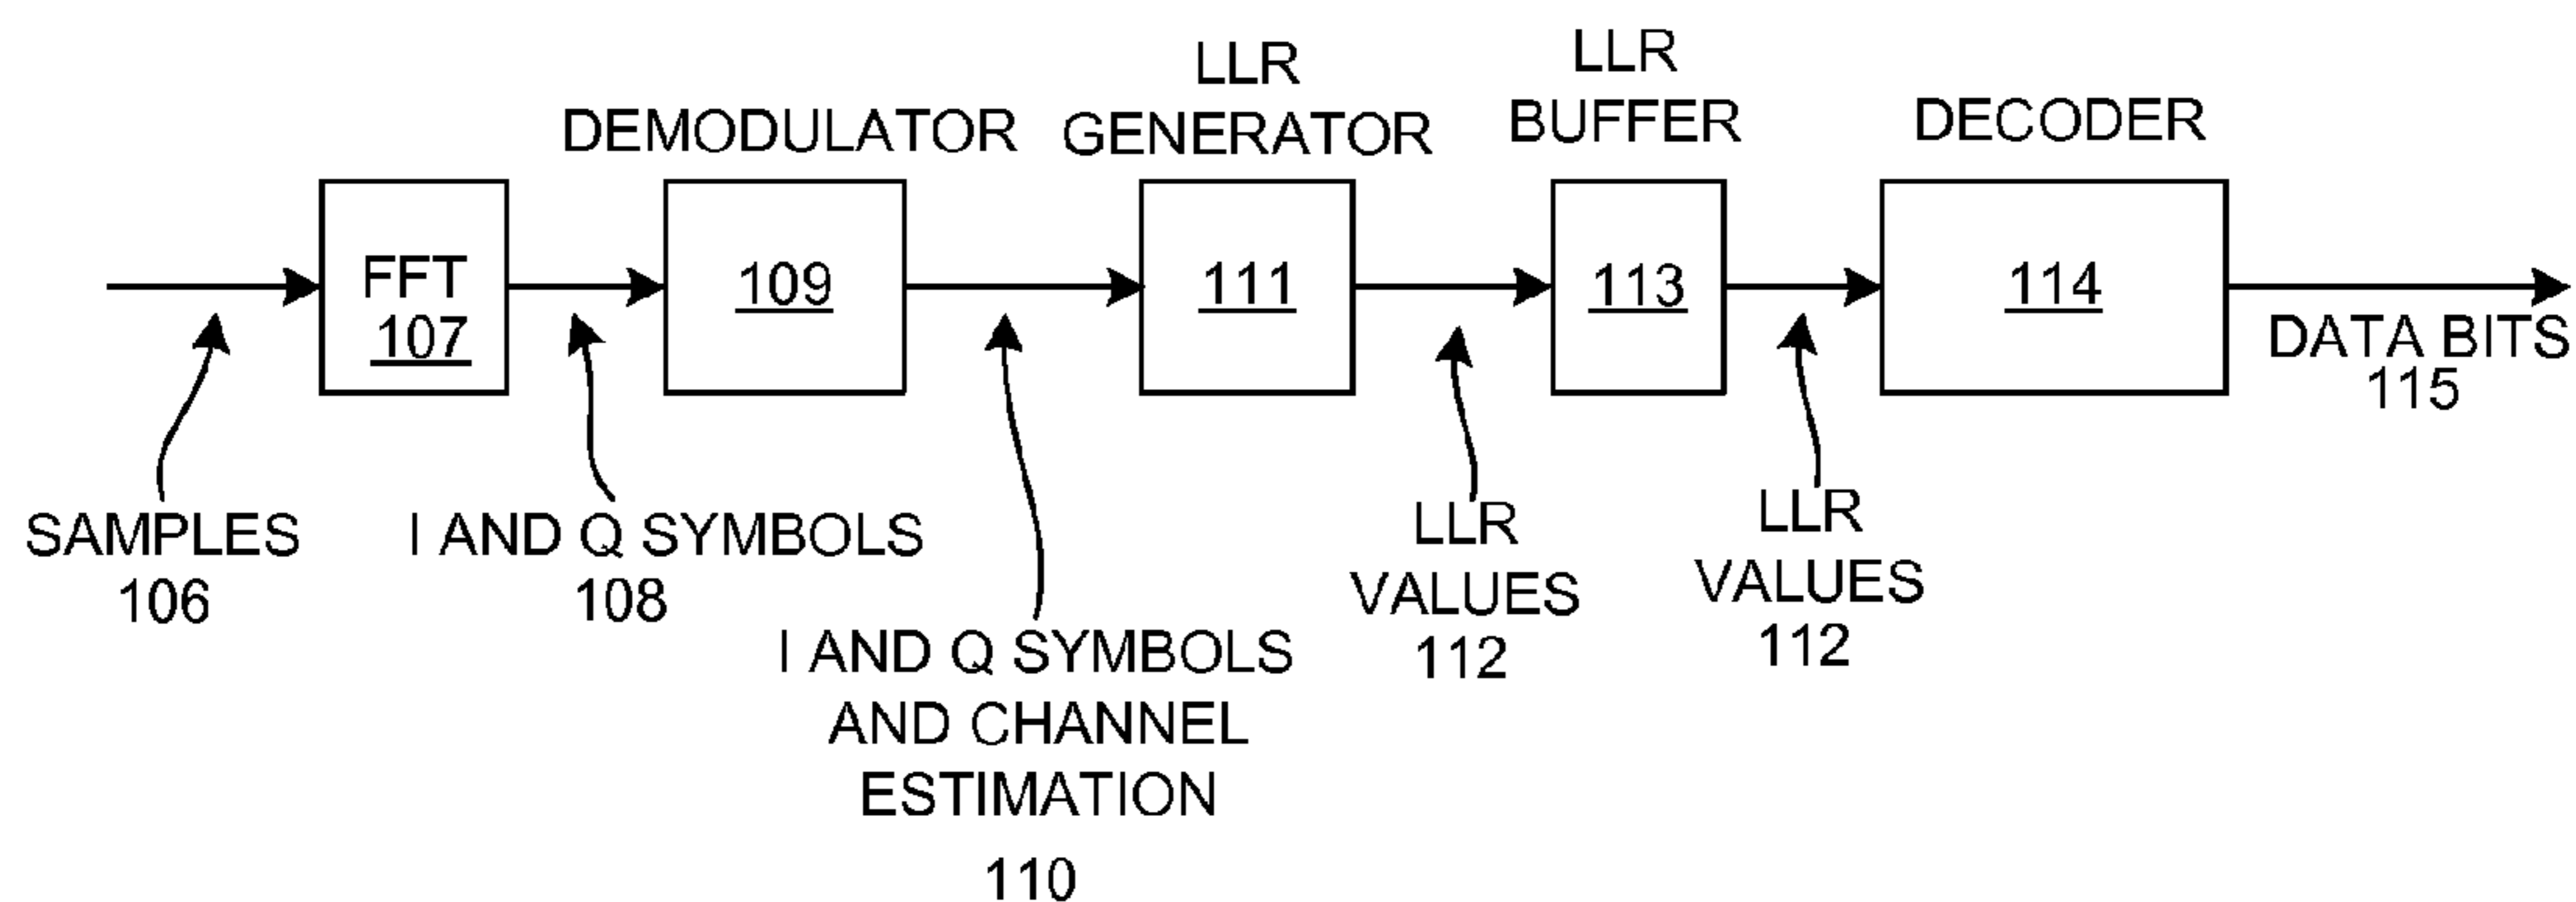 DEMODULATOR
LLR
GENERATOR
LLR
BUFFER
DECODER
FFT
107
109
111
113
114
DATA BITS
115
SAMPLES
106
I AND Q SYMBOLS
108
I AND Q SYMBOLS
AND CHANNEL
ESTIMATION
110
LLR
VALUES
112
LLR
VALUES
112